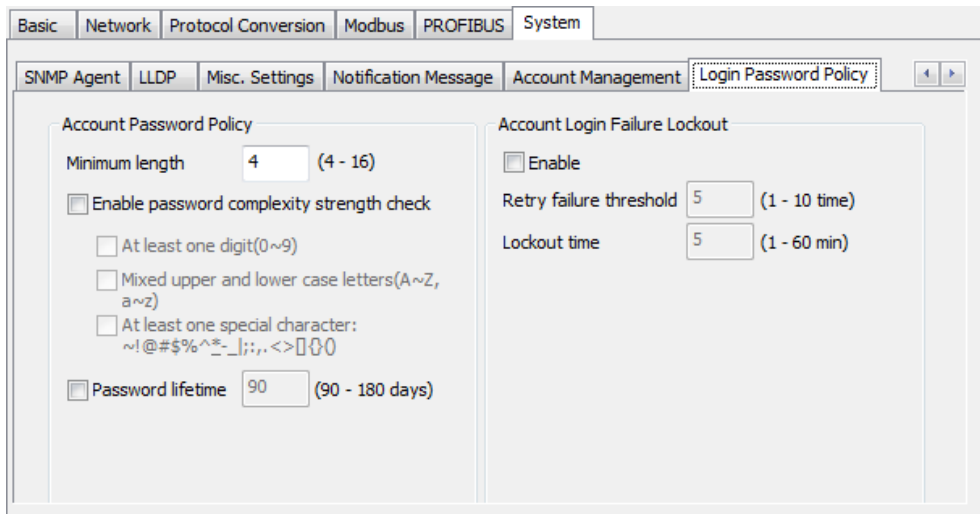 Basic Network Protocol Conversion Modbus PROFIBUS System
SNMP Agent LLDP Misc. Settings Notification Message Account Management Login Password Policy
Account Password Policy
Minimum length 4 (4 - 16)
Enable password complexity strength check
At least one digit(0~9)
Mixed upper and lower case letters(A~Z,
a~z)
At least one special character:
~!@#$%^*-_|;:,.<>[]{}()
Password lifetime 90 (90 - 180 days)
Account Login Failure Lockout
Enable
Retry failure threshold 5 (1 - 10 time)
Lockout time 5 (1 - 60 min)